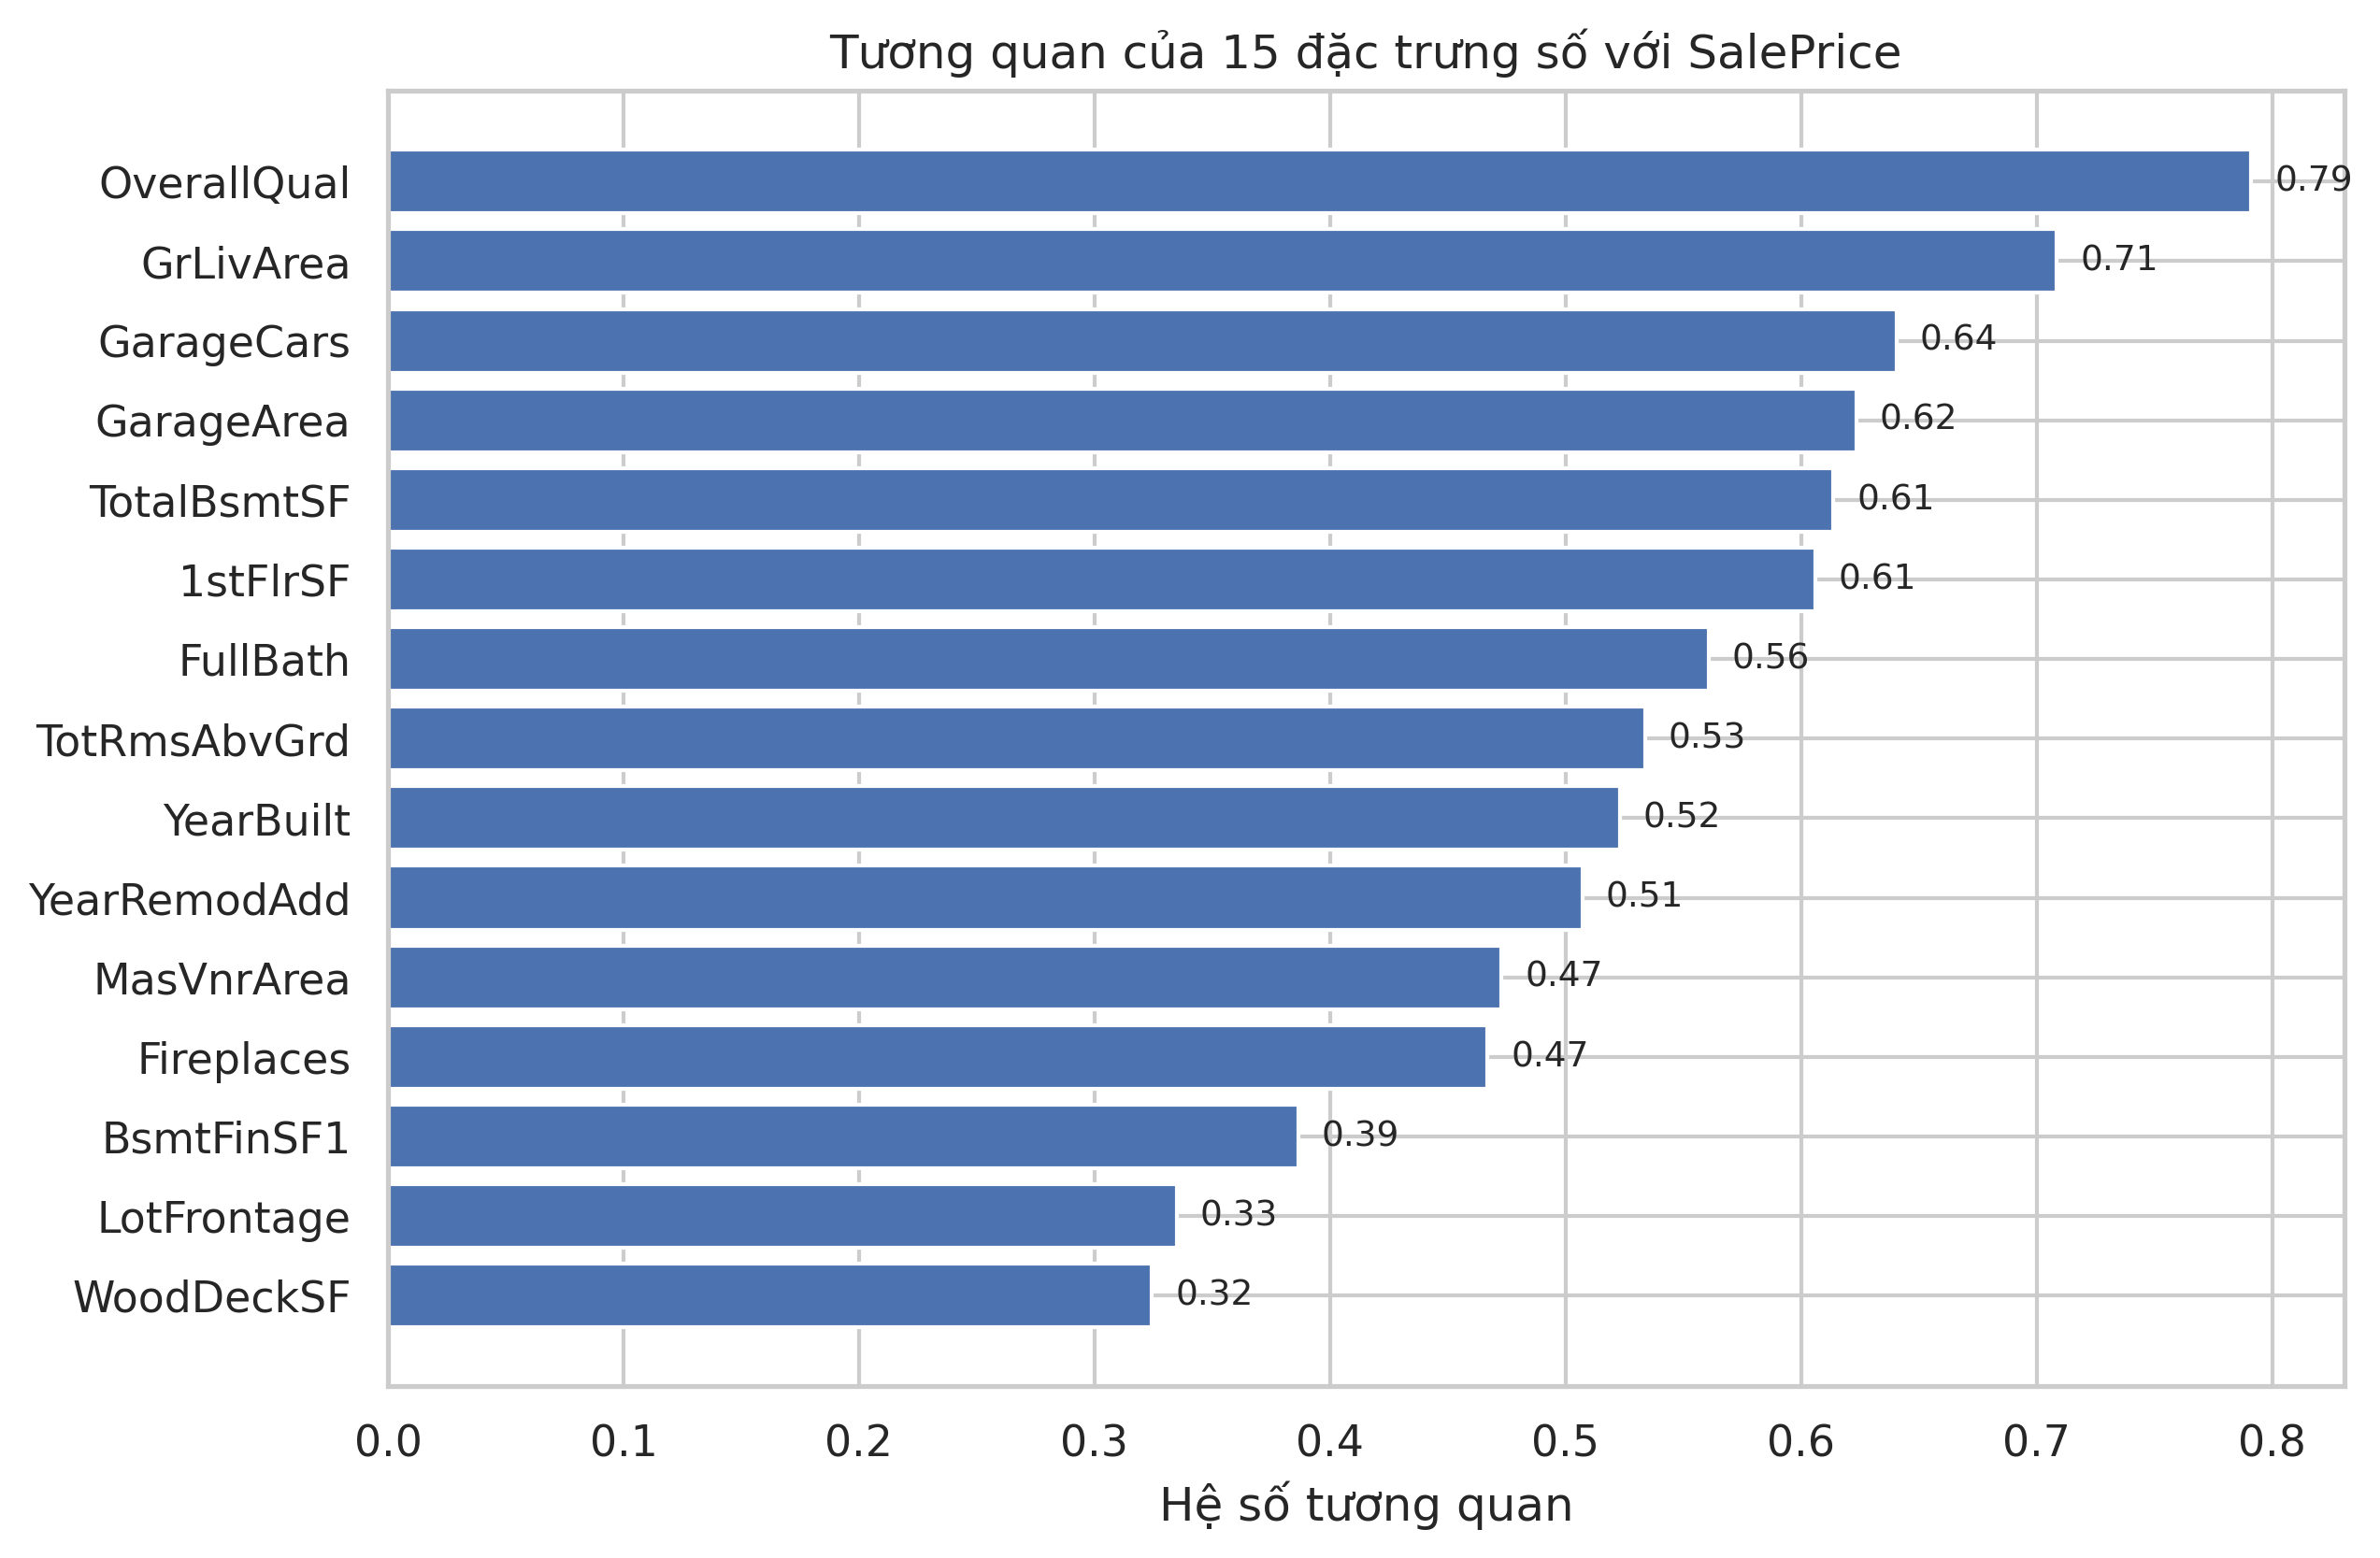 Tương quan của 15 đặc trưng số với SalePrice
OverallQual 0.79
GrLivArea 0.71
GarageCars 0.64
GarageArea 0.62
TotalBsmtSF 0.61
1stFlrSF 0.61
FullBath 0.56
TotRmsAbvGrd 0.53
YearBuilt 0.52
YearRemodAdd 0.51
MasVnrArea 0.47
Fireplaces 0.47
BsmtFinSF1 0.39
LotFrontage 0.33
WoodDeckSF 0.32
0.0 0.1 0.2 0.3 0.4 0.5 0.6 0.7 0.8
Hệ số tương quan